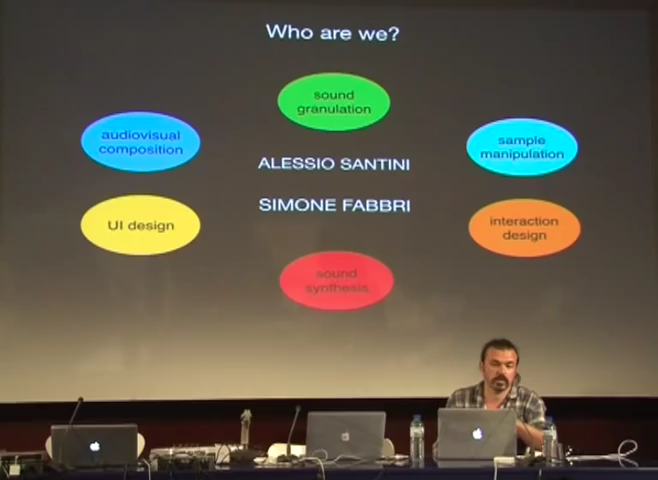 Who are we?
sound
granulation
audiovisual
composition
sample
manipulation
ALESSIO SANTINI
SIMONE FABBRI
UI design
interaction
design
sound
synthesis